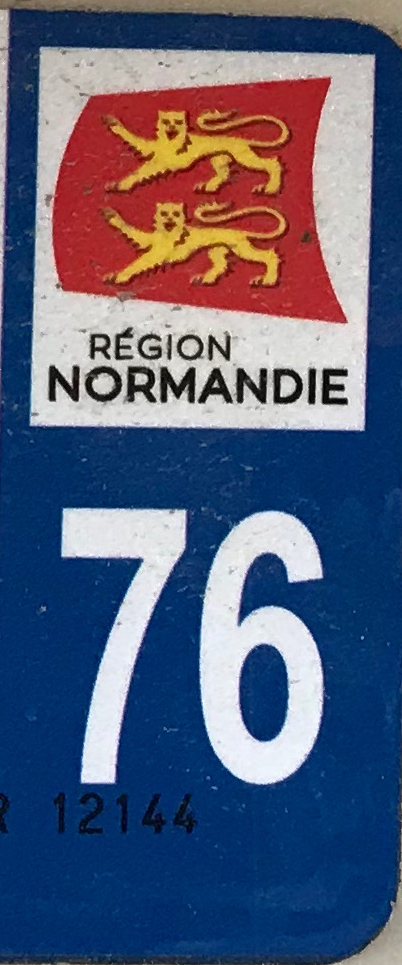 RÉGION
NORMANDIE
76
R 12144